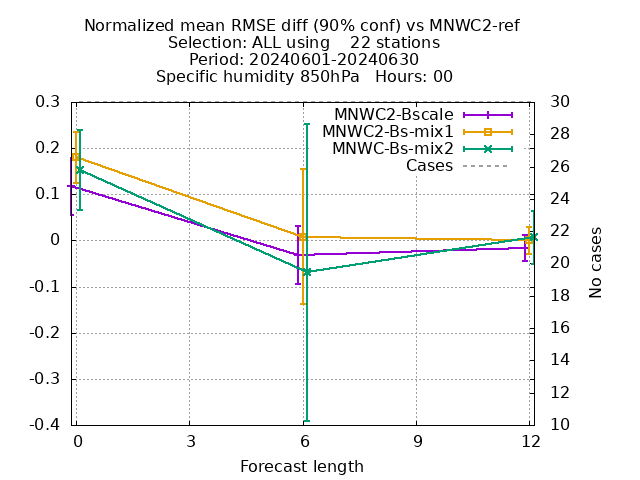 Normalized mean RMSE diff (90% conf) vs MNWC2-ref
Selection: ALL using    22 stations
Period: 20240601-20240630
Specific humidity 850hPa   Hours: 00
MNWC2-Bscale
MNWC2-Bs-mix1
MNWC-Bs-mix2
Cases
0.3
0.2
0.1
0
-0.1
-0.2
-0.3
-0.4
30
28
26
24
22
20
18
16
14
12
10
No cases
0 3 6 9 12
Forecast length